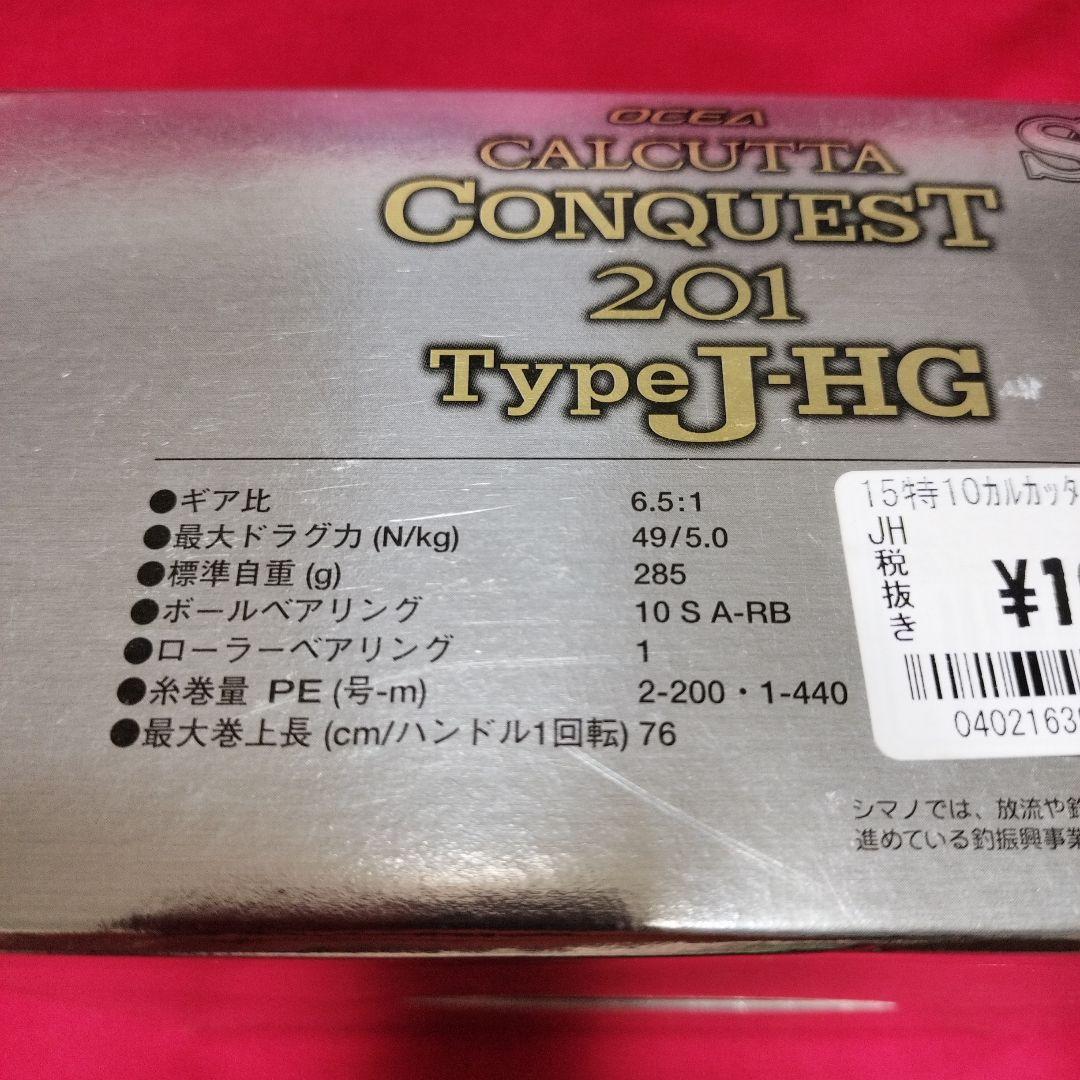 OCEA
CALCUTTA
CONQUEST
201
Type J-HG
●ギア比 6.5:1
●最大ドラグ力 (N/kg) 49/5.0
●標準自重 (g) 285
●ボールベアリング 10 S A-RB
●ローラーベアリング 1
●糸巻量 PE (号-m) 2-200・1-440
●最大巻上長 (cm/ハンドル1回転) 76
15特10カルカッタ
JH
税抜き
¥1
0402163
シマノでは、放流や
進めている釣振興事業